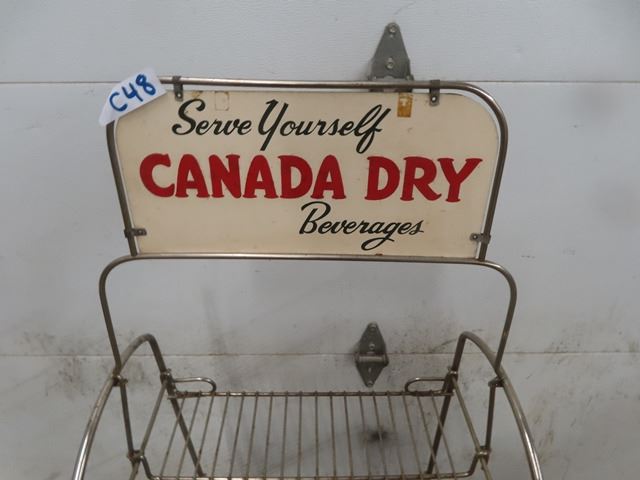 C48
Serve Yourself
CANADA DRY
Beverages